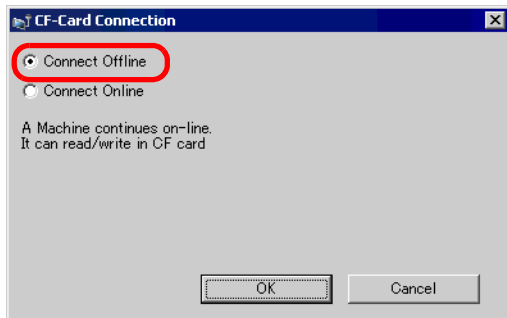 CF-Card Connection
Connect Offline
Connect Online
A Machine continues on-line.
It can read/write in CF card
OK
Cancel